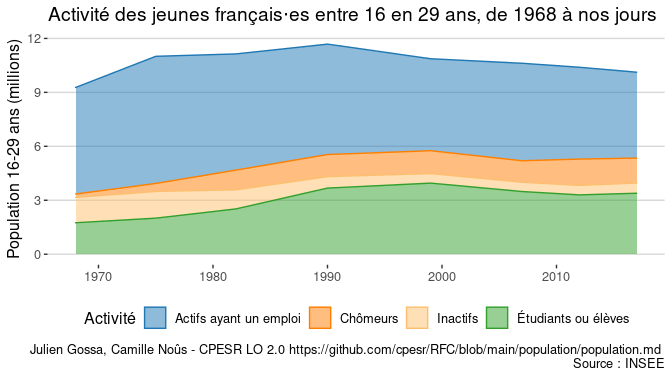 Activité des jeunes français·es entre 16 en 29 ans, de 1968 à nos jours
Population 16-29 ans (millions)
12
9
6
3
0
1970
1980
1990
2000
2010
Activité
Actifs ayant un emploi
Chômeurs
Inactifs
Étudiants ou élèves
Julien Gossa, Camille Noûs - CPESR LO 2.0 https://github.com/cpesr/RFC/blob/main/population/population.md
Source : INSEE